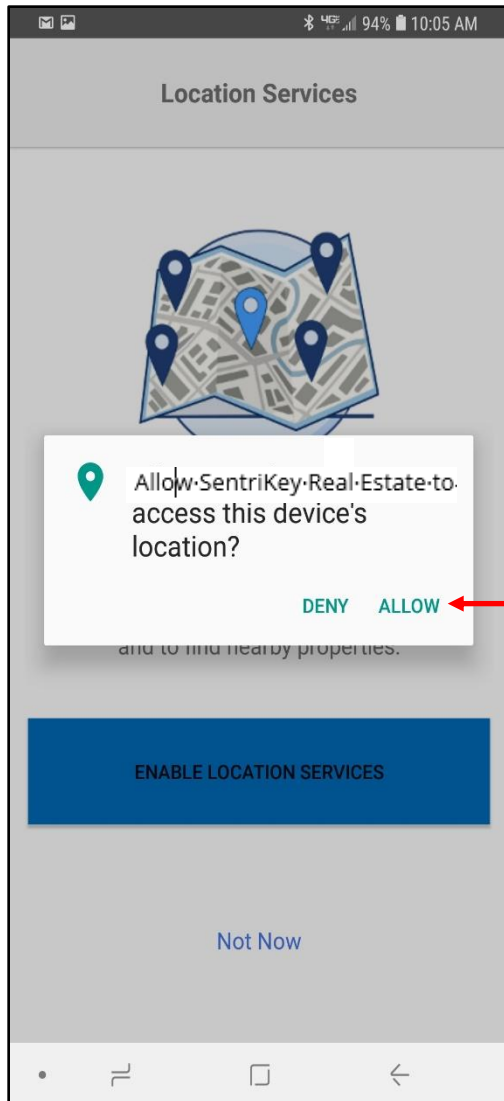 4GE 94% 10:05 AM
Location Services
Allow·SentriKey·Real·Estate·to·
access this device's
location?
DENY ALLOW
and to find nearby properties.
ENABLE LOCATION SERVICES
Not Now